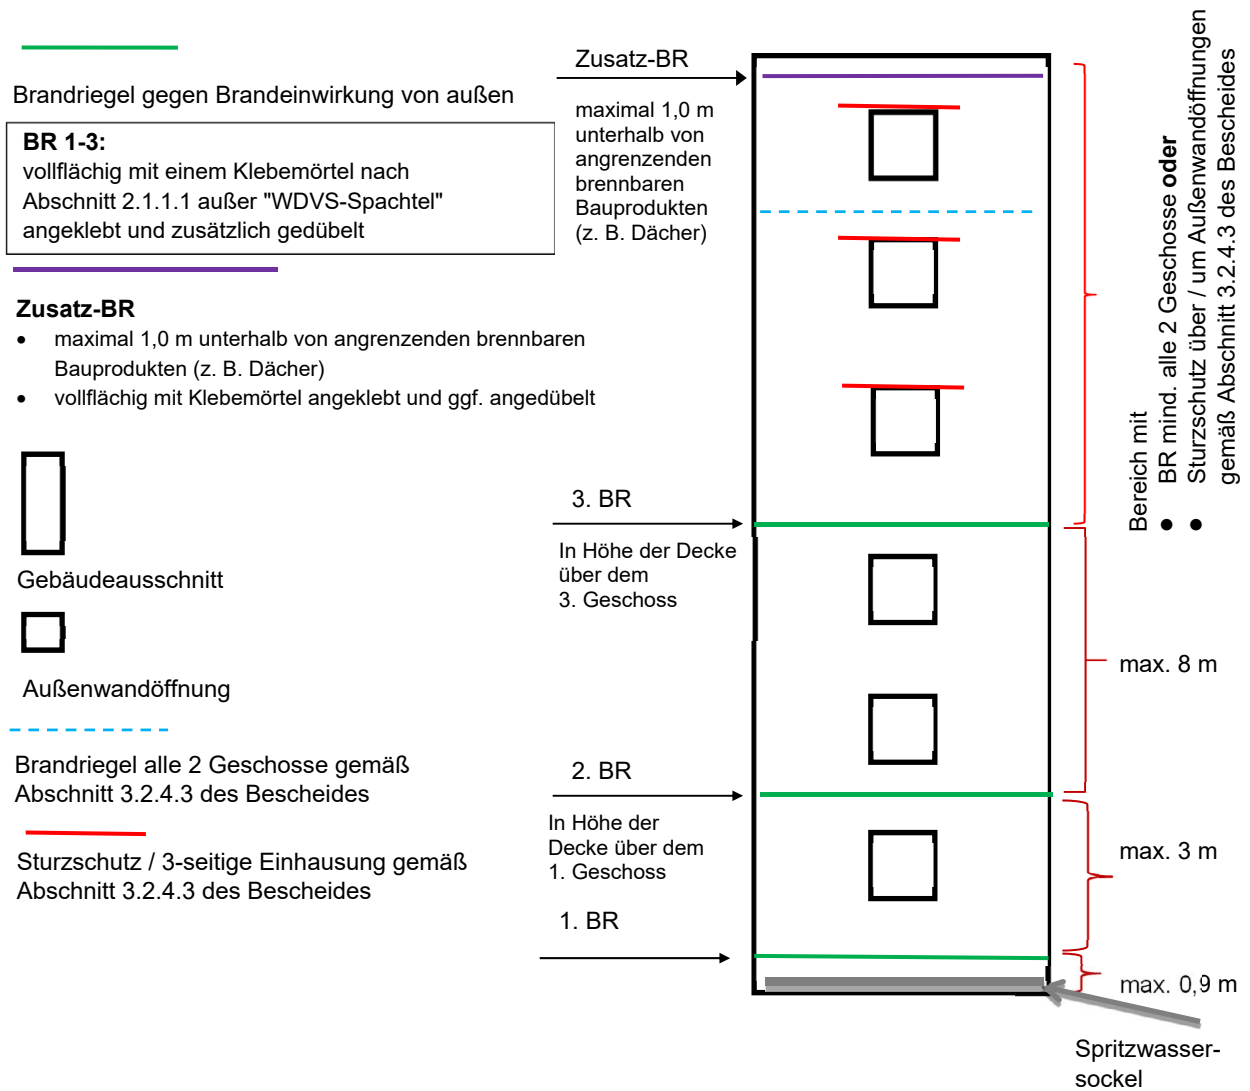 Brandriegel gegen Brandeinwirkung von außen
BR 1-3:
vollflächig mit einem Klebemörtel nach
Abschnitt 2.1.1.1 außer "WDVS-Spachtel"
angeklebt und zusätzlich gedübelt
Zusatz-BR
• maximal 1,0 m unterhalb von angrenzenden brennbaren
Bauprodukten (z. B. Dächer)
• vollflächig mit Klebemörtel angeklebt und ggf. angedübelt
Gebäudeausschnitt
Außenwandöffnung
Brandriegel alle 2 Geschosse gemäß
Abschnitt 3.2.4.3 des Bescheides
Sturzschutz / 3-seitige Einhausung gemäß
Abschnitt 3.2.4.3 des Bescheides
Zusatz-BR
maximal 1,0 m
unterhalb von
angrenzenden
brennbaren
Bauprodukten
(z. B. Dächer)
3. BR
In Höhe der Decke
über dem
3. Geschoss
2. BR
In Höhe der
Decke über dem
1. Geschoss
1. BR
Bereich mit
• BR mind. alle 2 Geschosse oder
• Sturzschutz über / um Außenwandöffnungen
gemäß Abschnitt 3.2.4.3 des Bescheides
max. 8 m
max. 3 m
max. 0,9 m
Spritzwasser-
sockel